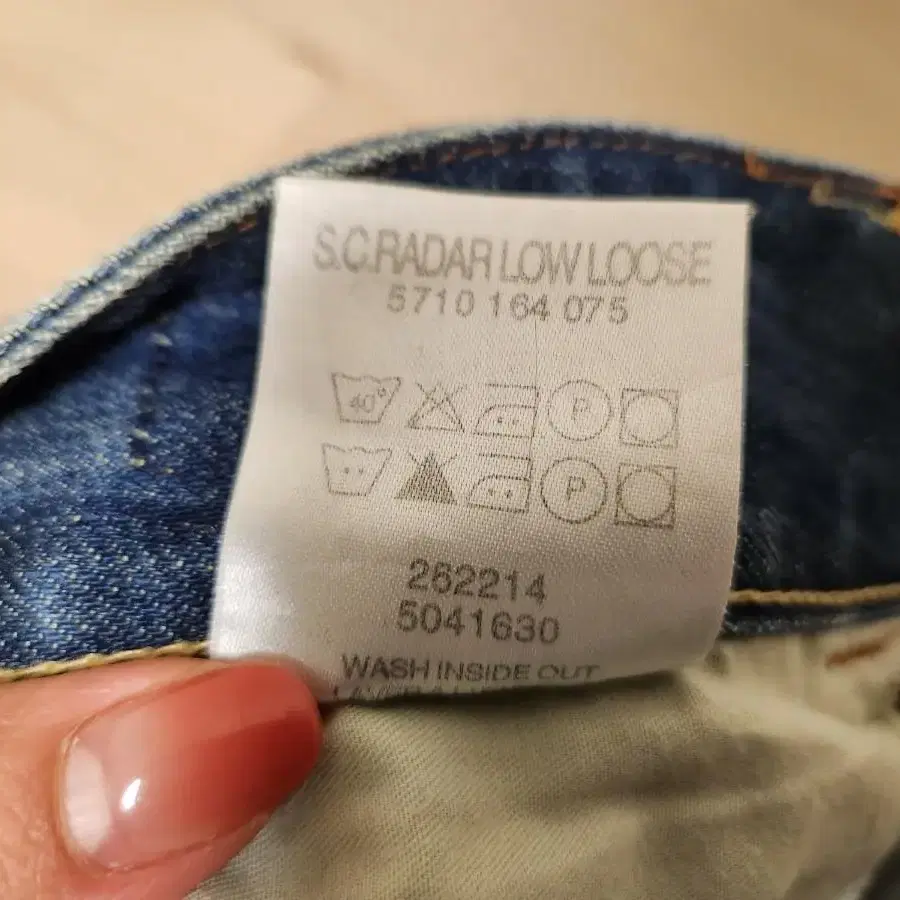 S.C.RADAR LOW LOOSE
5710 164 075
40°
P
P
262214
5041630
WASH INSIDE OUT